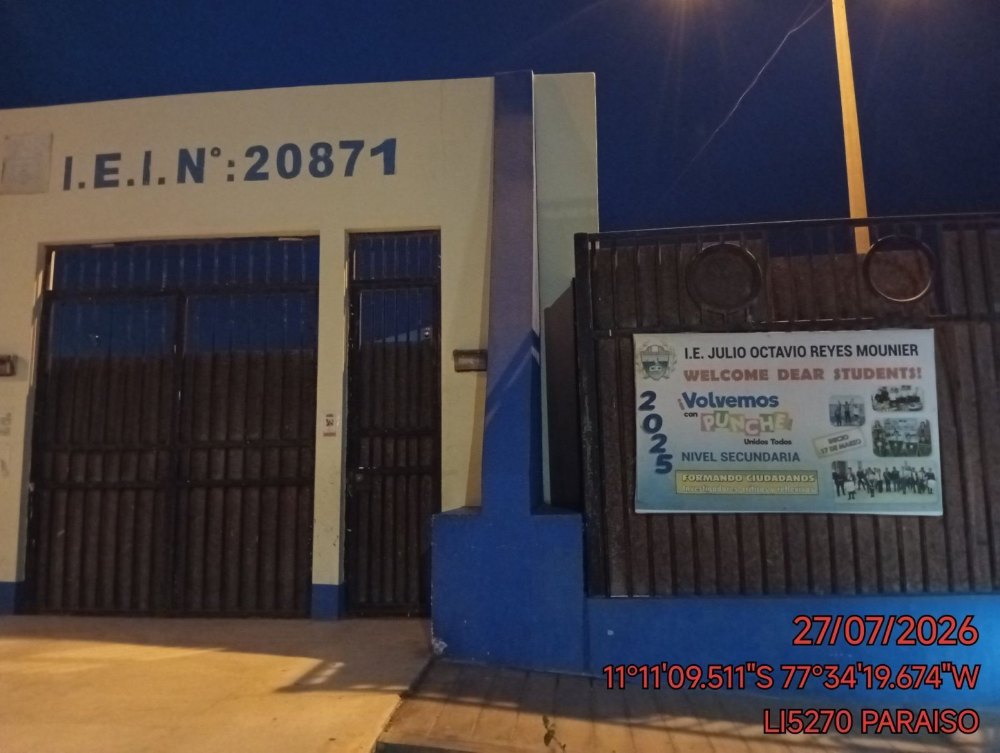 I.E.I. N°: 20871
I.E. JULIO OCTAVIO REYES MOUNIER
WELCOME DEAR STUDENTS!
2025
¡Volvemos
con PUNCHE!
Unidos Todos
INICIO
17 DE MARZO
NIVEL SECUNDARIA
FORMANDO CIUDADANOS
Investigadores, críticos y reflexivos
27/07/2026
11°11'09.511"S 77°34'19.674"W
LI5270 PARAISO